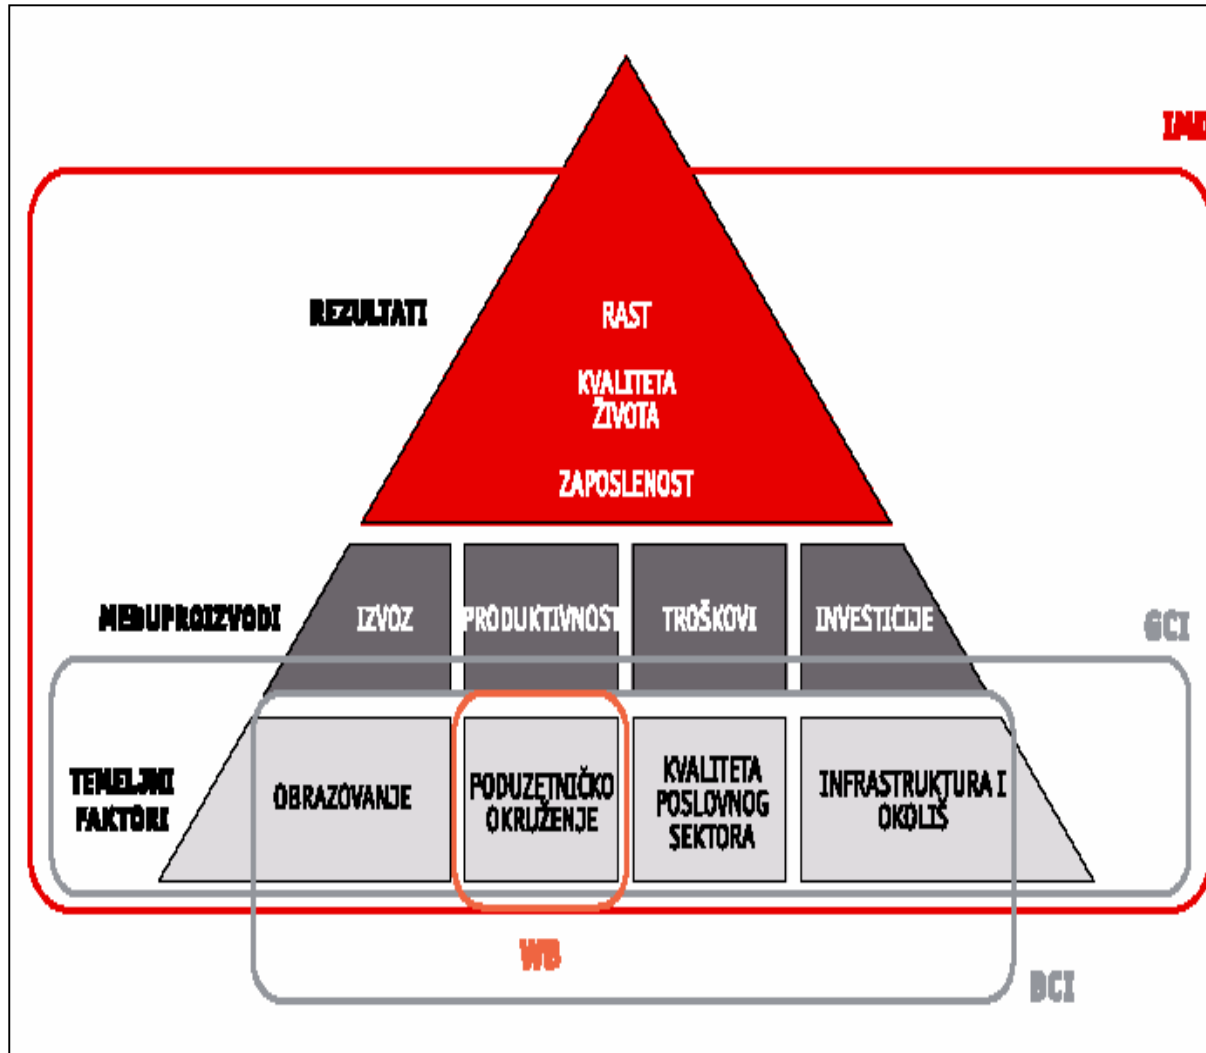 IMD
REZULTATI
RAST
KVALITETA
ŽIVOTA
ZAPOSLENOST
MEĐUPROIZVODI
IZVOZ
PRODUKTIVNOST
TROŠKOVI
INVESTICIJE
GCI
TEMELJNI
FAKTORI
OBRAZOVANJE
PODUZETNIČKO
OKRUŽENJE
KVALITETA
POSLOVNOG
SEKTORA
INFRASTRUKTURA I
OKOLIŠ
WB
BCI